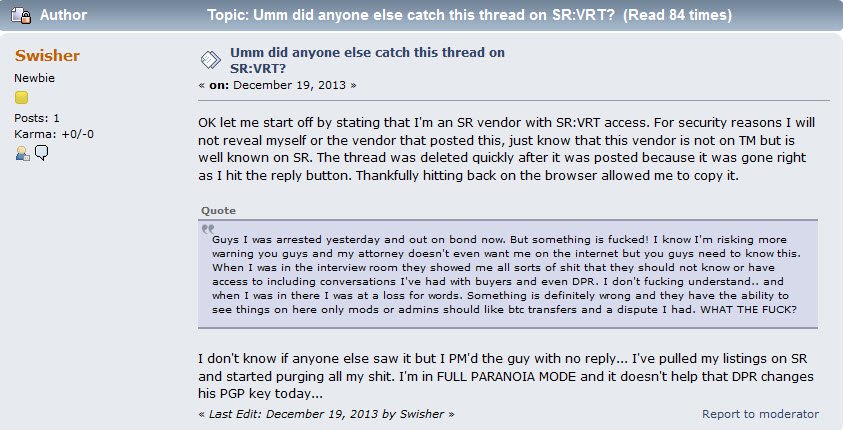 Author Topic: Umm did anyone else catch this thread on SR:VRT? (Read 84 times)
Swisher
Newbie
Posts: 1
Karma: +0/-0
Umm did anyone else catch this thread on
SR:VRT?
« on: December 19, 2013 »
OK let me start off by stating that I'm an SR vendor with SR:VRT access. For security reasons I will
not reveal myself or the vendor that posted this, just know that this vendor is not on TM but is
well known on SR. The thread was deleted quickly after it was posted because it was gone right
as I hit the reply button. Thankfully hitting back on the browser allowed me to copy it.
Quote
Guys I was arrested yesterday and out on bond now. But something is fucked! I know I'm risking more
warning you guys and my attorney doesn't even want me on the internet but you guys need to know this.
When I was in the interview room they showed me all sorts of shit that they should not know or have
access to including conversations I've had with buyers and even DPR. I don't fucking understand.. and
when I was in there I was at a loss for words. Something is definitely wrong and they have the ability to
see things on here only mods or admins should like btc transfers and a dispute I had. WHAT THE FUCK?
I don't know if anyone else saw it but I PM'd the guy with no reply... I've pulled my listings on SR
and started purging all my shit. I'm in FULL PARANOIA MODE and it doesn't help that DPR changes
his PGP key today...
« Last Edit: December 19, 2013 by Swisher » Report to moderator